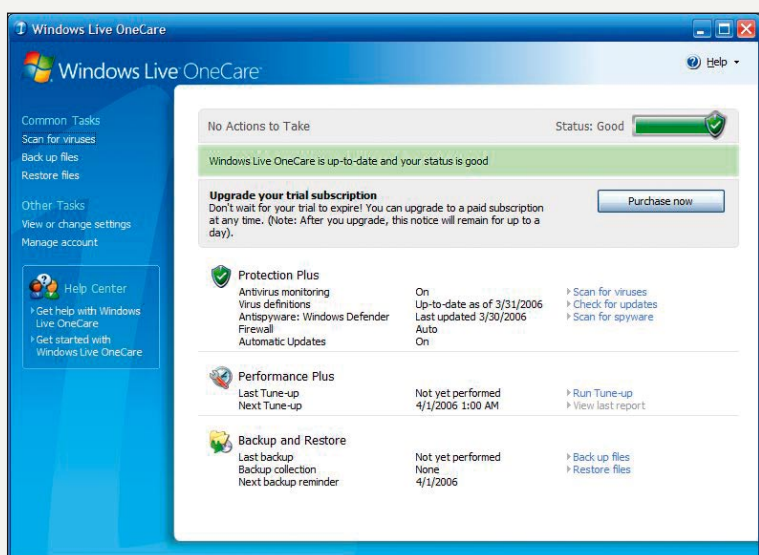 Windows Live OneCare
Windows Live OneCare
Help
Common Tasks
Scan for viruses
Back up files
Restore files
Other Tasks
View or change settings
Manage account
Help Center
Get help with Windows
Live OneCare
Get started with
Windows Live OneCare
No Actions to Take
Status: Good
Windows Live OneCare is up-to-date and your status is good
Upgrade your trial subscription
Don't wait for your trial to expire! You can upgrade to a paid subscription
at any time. (Note: After you upgrade, this notice will remain for up to a
day).
Purchase now
Protection Plus
Antivirus monitoring On Scan for viruses
Virus definitions Up-to-date as of 3/31/2006 Check for updates
Antispyware: Windows Defender Last updated 3/30/2006 Scan for spyware
Firewall Auto
Automatic Updates On
Performance Plus
Last Tune-up Not yet performed Run Tune-up
Next Tune-up 4/1/2006 1:00 AM View last report
Backup and Restore
Last backup Not yet performed Back up files
Backup collection None Restore files
Next backup reminder 4/1/2006